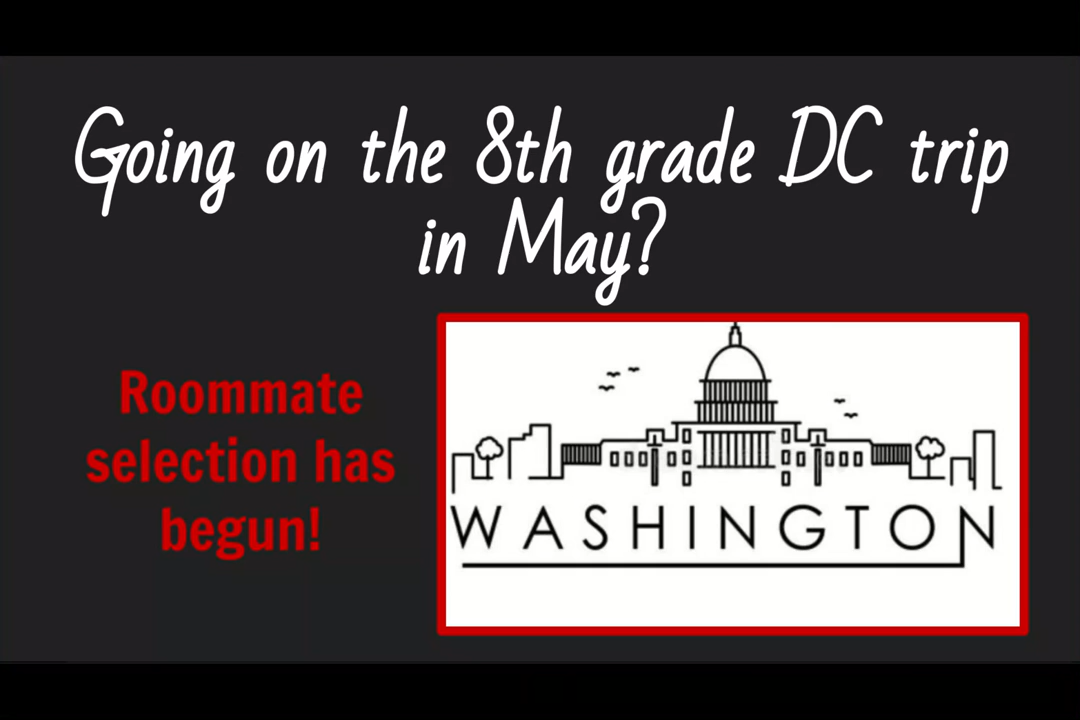 Going on the 8th grade DC trip
in May?
Roommate
selection has
begun!
WASHINGTON